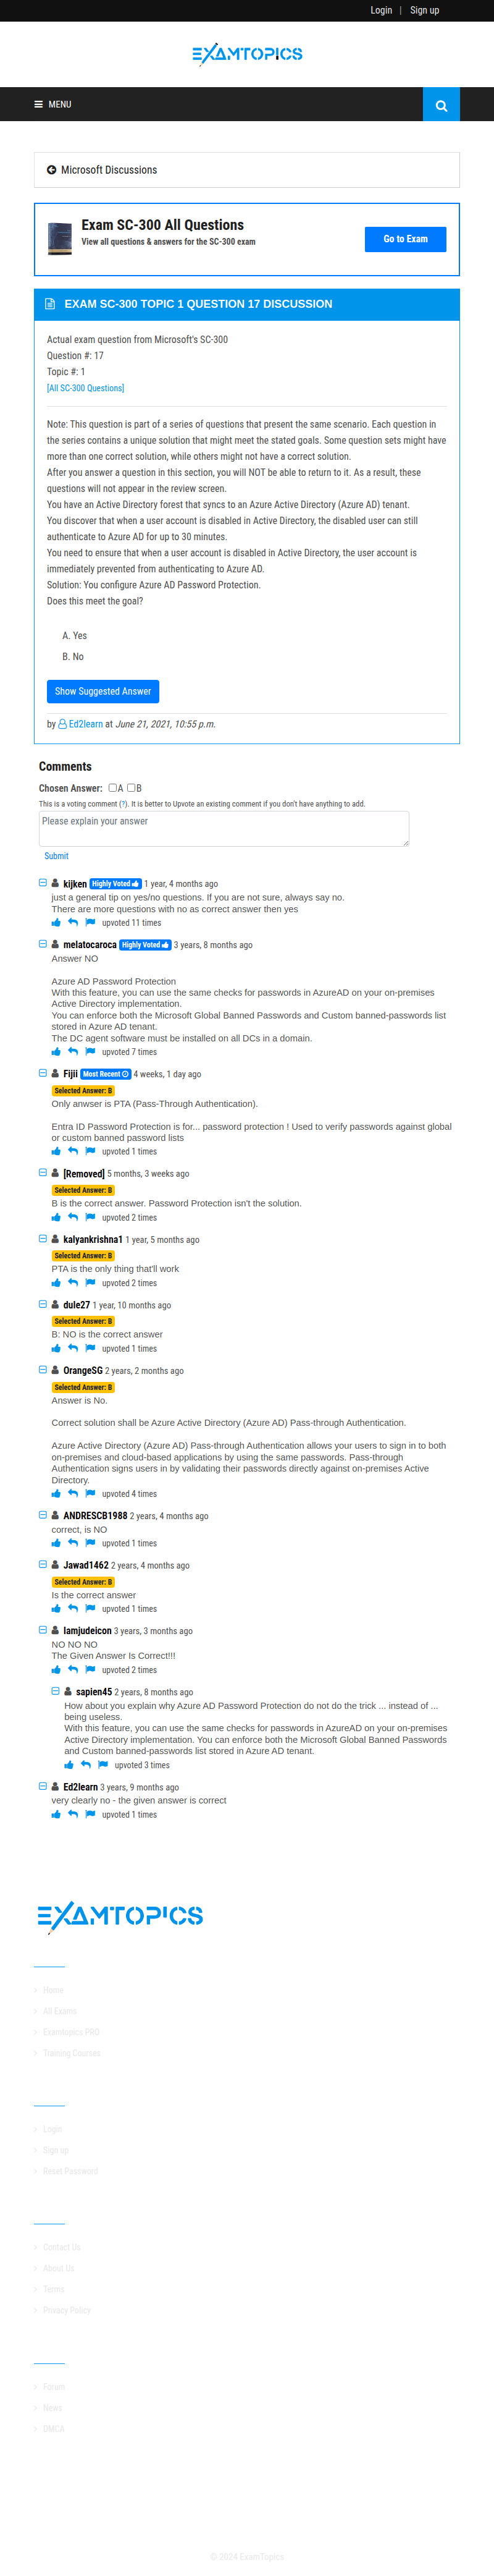 Login | Sign up
EXAMTOPICS
MENU
Microsoft Discussions
Exam SC-300 All Questions
View all questions & answers for the SC-300 exam
Go to Exam
EXAM SC-300 TOPIC 1 QUESTION 17 DISCUSSION
Actual exam question from Microsoft's SC-300
Question #: 17
Topic #: 1
[All SC-300 Questions]
Note: This question is part of a series of questions that present the same scenario. Each question in
the series contains a unique solution that might meet the stated goals. Some question sets might have
more than one correct solution, while others might not have a correct solution.
After you answer a question in this section, you will NOT be able to return to it. As a result, these
questions will not appear in the review screen.
You have an Active Directory forest that syncs to an Azure Active Directory (Azure AD) tenant.
You discover that when a user account is disabled in Active Directory, the disabled user can still
authenticate to Azure AD for up to 30 minutes.
You need to ensure that when a user account is disabled in Active Directory, the user account is
immediately prevented from authenticating to Azure AD.
Solution: You configure Azure AD Password Protection.
Does this meet the goal?
A. Yes
B. No
Show Suggested Answer
by Ed2learn at June 21, 2021, 10:55 p.m.
Comments
Chosen Answer: A B
This is a voting comment (?). It is better to Upvote an existing comment if you don't have anything to add.
Please explain your answer
Submit
kijken Highly Voted 1 year, 4 months ago
just a general tip on yes/no questions. If you are not sure, always say no.
There are more questions with no as correct answer then yes
upvoted 11 times
melatocaroca Highly Voted 3 years, 8 months ago
Answer NO
Azure AD Password Protection
With this feature, you can use the same checks for passwords in AzureAD on your on-premises
Active Directory implementation.
You can enforce both the Microsoft Global Banned Passwords and Custom banned-passwords list
stored in Azure AD tenant.
The DC agent software must be installed on all DCs in a domain.
upvoted 7 times
Fijii Most Recent 4 weeks, 1 day ago
Selected Answer: B
Only anwser is PTA (Pass-Through Authentication).
Entra ID Password Protection is for... password protection ! Used to verify passwords against global
or custom banned password lists
upvoted 1 times
[Removed] 5 months, 3 weeks ago
Selected Answer: B
B is the correct answer. Password Protection isn't the solution.
upvoted 2 times
kalyankrishna1 1 year, 5 months ago
Selected Answer: B
PTA is the only thing that'll work
upvoted 2 times
dule27 1 year, 10 months ago
Selected Answer: B
B: NO is the correct answer
upvoted 1 times
OrangeSG 2 years, 2 months ago
Selected Answer: B
Answer is No.
Correct solution shall be Azure Active Directory (Azure AD) Pass-through Authentication.
Azure Active Directory (Azure AD) Pass-through Authentication allows your users to sign in to both
on-premises and cloud-based applications by using the same passwords. Pass-through
Authentication signs users in by validating their passwords directly against on-premises Active
Directory.
upvoted 4 times
ANDRESCB1988 2 years, 4 months ago
correct, is NO
upvoted 1 times
Jawad1462 2 years, 4 months ago
Selected Answer: B
Is the correct answer
upvoted 1 times
Iamjudeicon 3 years, 3 months ago
NO NO NO
The Given Answer Is Correct!!!
upvoted 2 times
sapien45 2 years, 8 months ago
How about you explain why Azure AD Password Protection do not do the trick ... instead of ...
being useless.
With this feature, you can use the same checks for passwords in AzureAD on your on-premises
Active Directory implementation. You can enforce both the Microsoft Global Banned Passwords
and Custom banned-passwords list stored in Azure AD tenant.
upvoted 3 times
Ed2learn 3 years, 9 months ago
very clearly no - the given answer is correct
upvoted 1 times
EXAMTOPICS
Home
All Exams
Examtopics PRO
Training Courses
Login
Sign up
Reset Password
Contact Us
About Us
Terms
Privacy Policy
Forum
News
DMCA
© 2024 ExamTopics